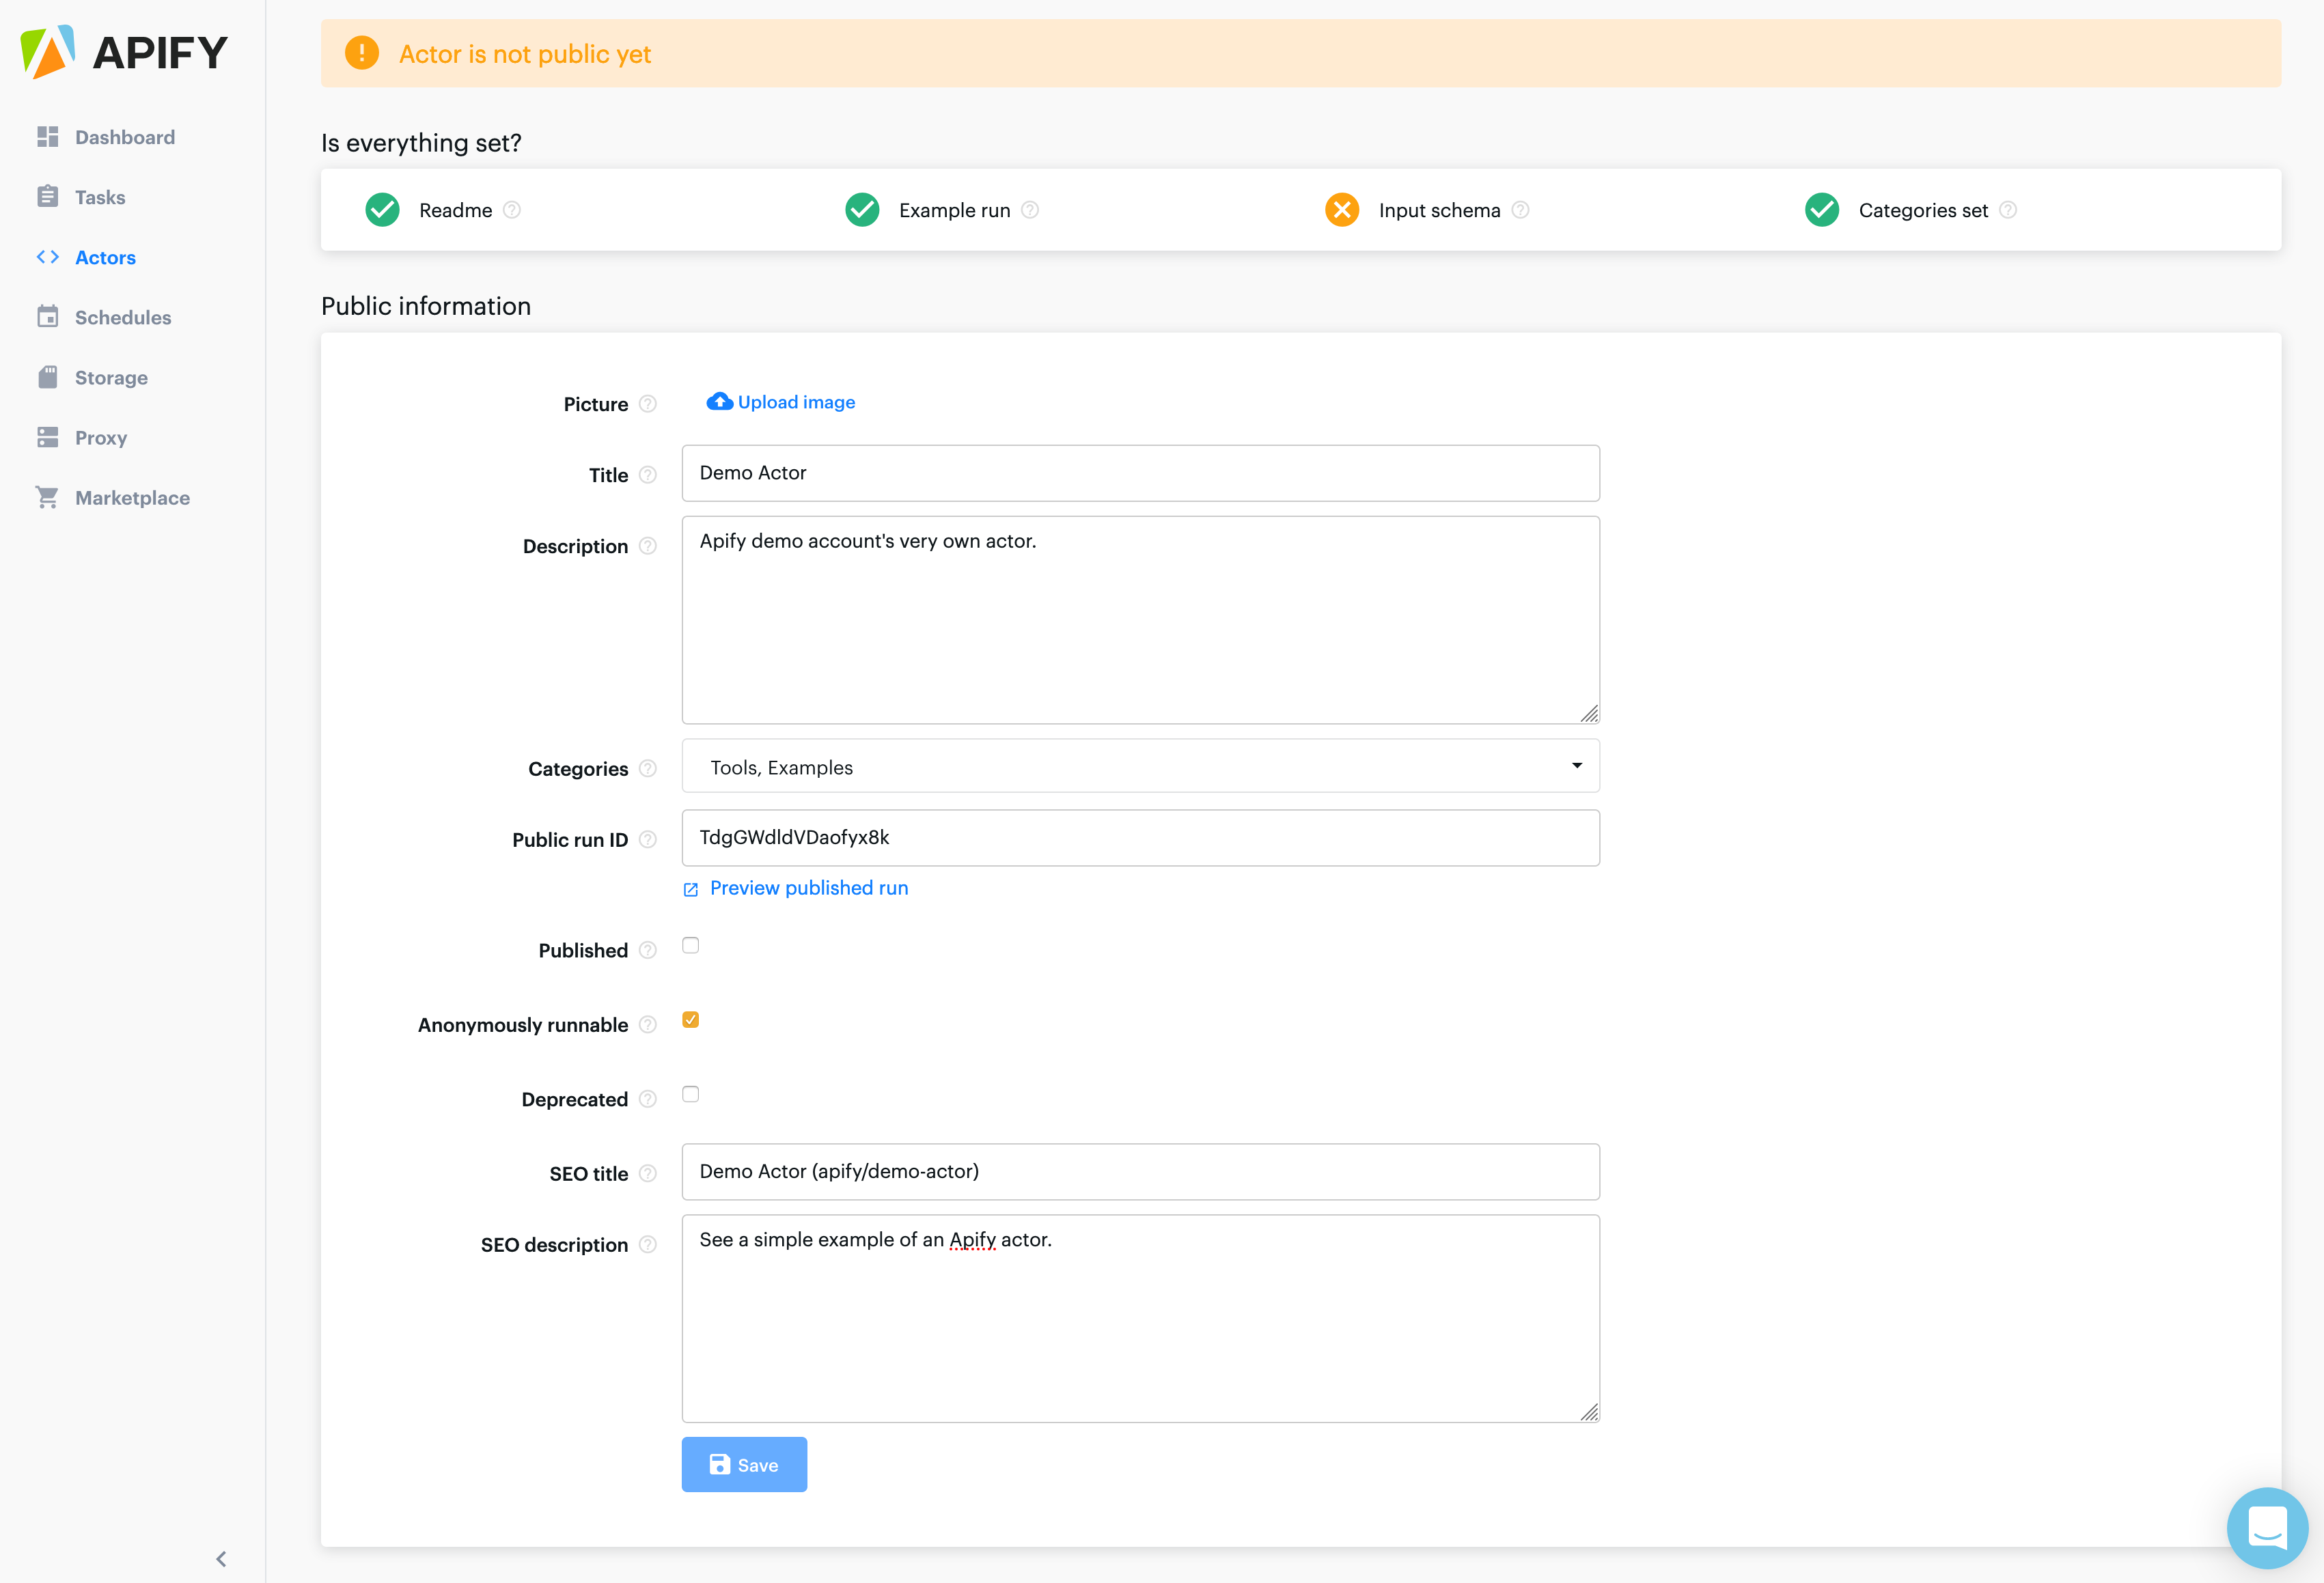 APIFY
Dashboard
Tasks
Actors
Schedules
Storage
Proxy
Marketplace
Actor is not public yet
Is everything set?
Readme
Example run
Input schema
Categories set
Public information
Picture
Upload image
Title
Demo Actor
Description
Apify demo account's very own actor.
Categories
Tools, Examples
Public run ID
TdgGWdldVDaofyx8k
Preview published run
Published
Anonymously runnable
Deprecated
SEO title
Demo Actor (apify/demo-actor)
SEO description
See a simple example of an Apify actor.
Save